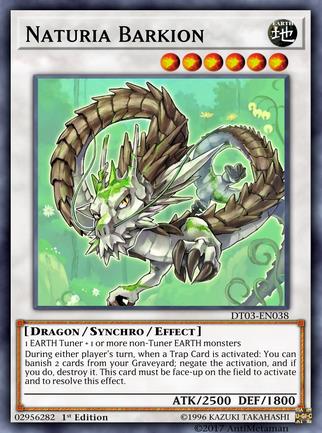 NATURIA BARKION
EARTH
地
DT03-EN038
[DRAGON / SYNCHRO / EFFECT]
1 EARTH Tuner + 1 or more non-Tuner EARTH monsters
During either player's turn, when a Trap Card is activated: You can
banish 2 cards from your Graveyard; negate the activation, and if
you do, destroy it. This card must be face-up on the field to activate
and to resolve this effect.
ATK/2500 DEF/1800
02956282 1st Edition ©1996 KAZUKI TAKAHASHI
©2017 AntiMetaman